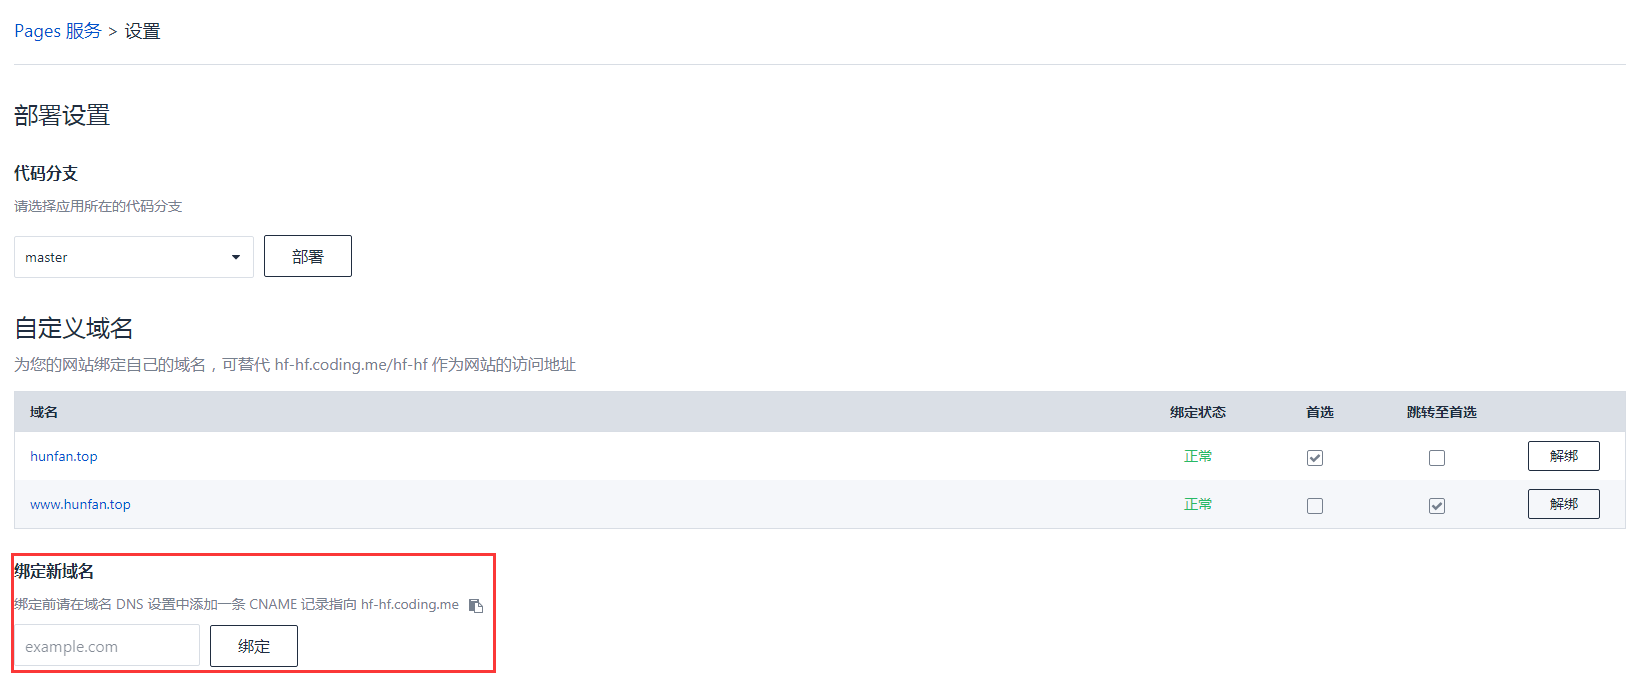 Pages 服务 > 设置
部署设置
代码分支
请选择应用所在的代码分支
master 部署
自定义域名
为您的网站绑定自己的域名，可替代 hf-hf.coding.me/hf-hf 作为网站的访问地址
域名 绑定状态 首选 跳转至首选
hunfan.top 正常 解绑
www.hunfan.top 正常 解绑
绑定新域名
绑定前请在域名 DNS 设置中添加一条 CNAME 记录指向 hf-hf.coding.me
example.com 绑定